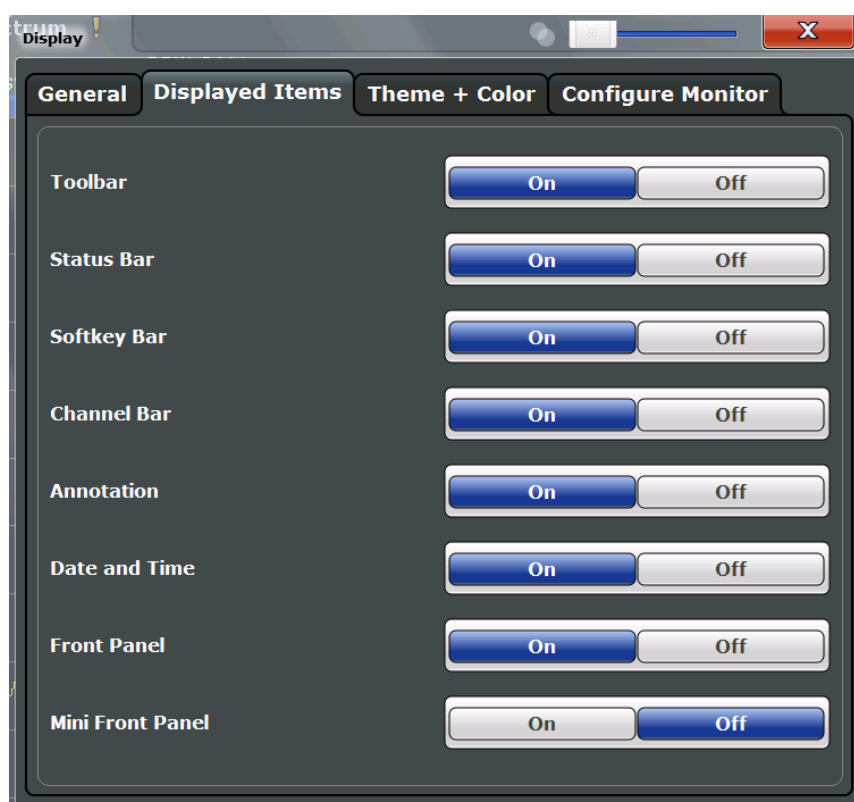 Display
General Displayed Items Theme + Color Configure Monitor
Toolbar On Off
Status Bar On Off
Softkey Bar On Off
Channel Bar On Off
Annotation On Off
Date and Time On Off
Front Panel On Off
Mini Front Panel On Off